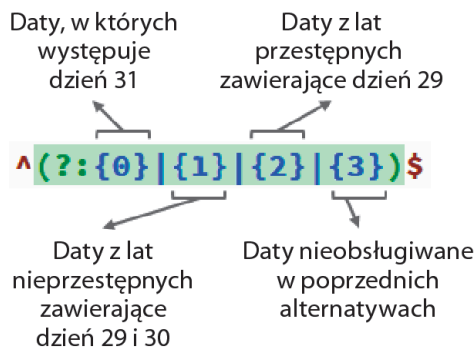 Daty, w których
występuje
dzień 31
Daty z lat
przestępnych
zawierające dzień 29
^(?:{0}|{1}|{2}|{3})$
Daty z lat
nieprzestępnych
zawierające
dzień 29 i 30
Daty nieobsługiwane
w poprzednich
alternatywach